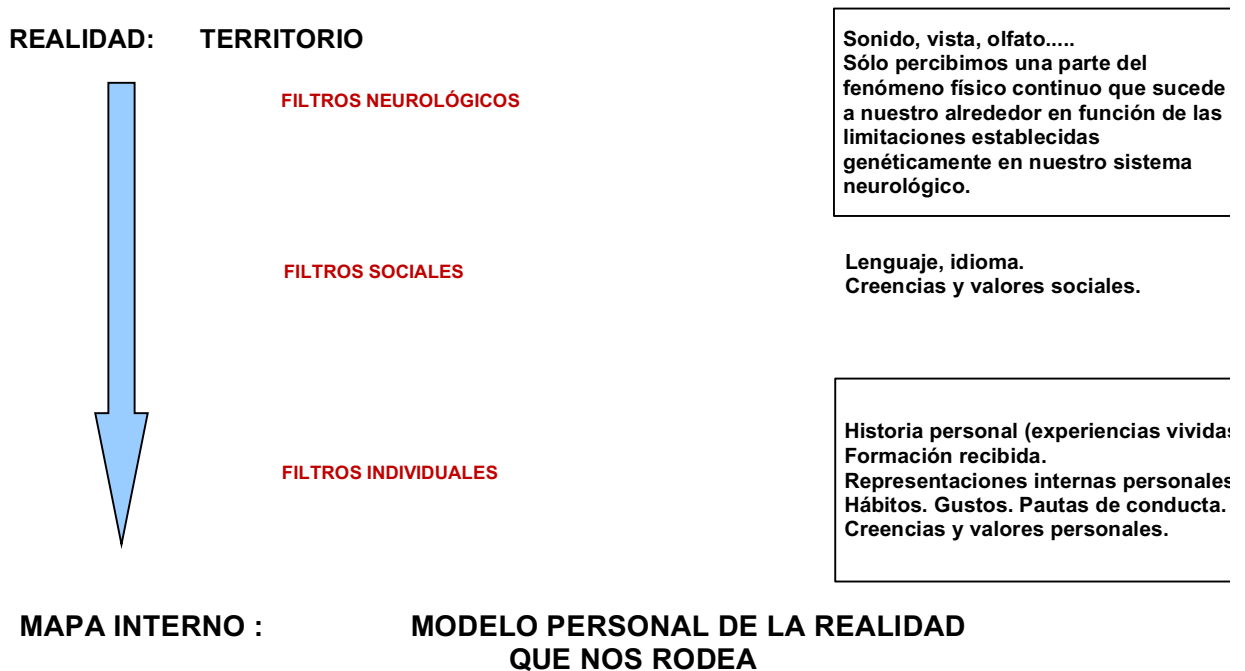 REALIDAD: TERRITORIO
Sonido, vista, olfato.....
Sólo percibimos una parte del
fenómeno físico continuo que sucede
a nuestro alrededor en función de las
limitaciones establecidas
genéticamente en nuestro sistema
neurológico.
FILTROS NEUROLÓGICOS
FILTROS SOCIALES
Lenguaje, idioma.
Creencias y valores sociales.
FILTROS INDIVIDUALES
Historia personal (experiencias vividas
Formación recibida.
Representaciones internas personales
Hábitos. Gustos. Pautas de conducta.
Creencias y valores personales.
MAPA INTERNO : MODELO PERSONAL DE LA REALIDAD
QUE NOS RODEA